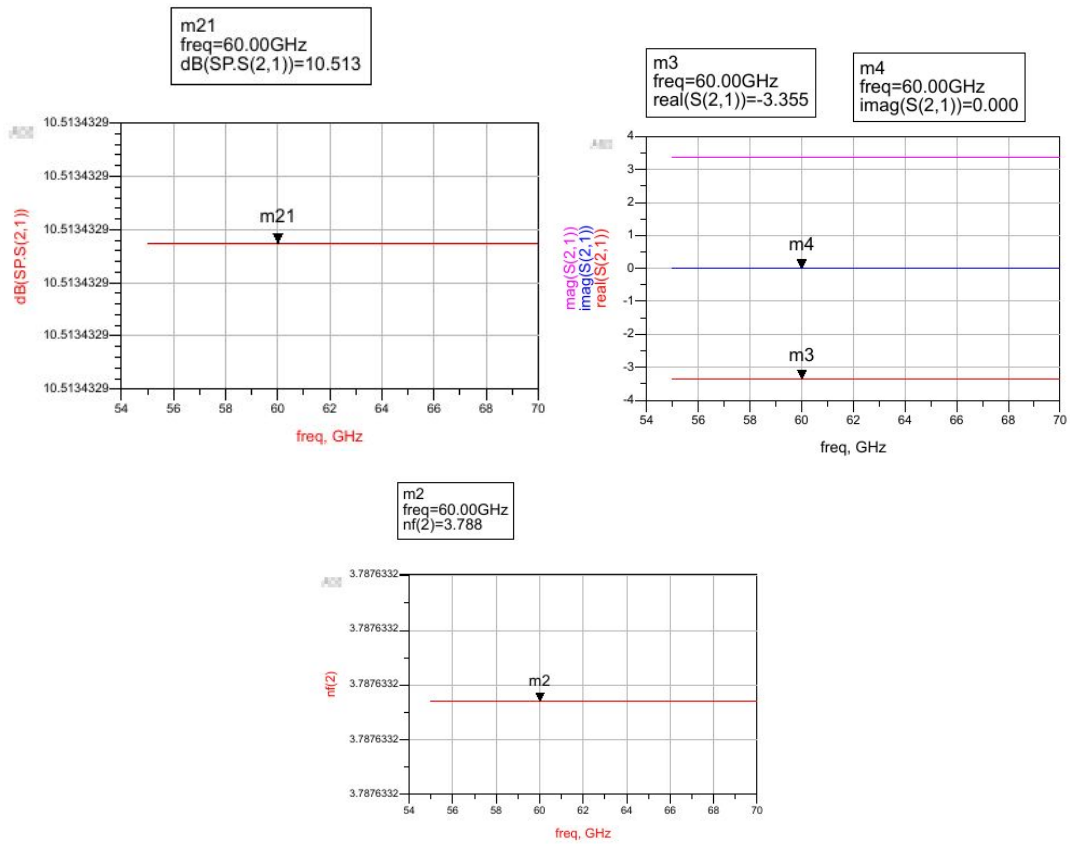 m21
freq=60.00GHz
dB(SP.S(2,1))=10.513
10.5134329
10.5134329
10.5134329
10.5134329
10.5134329
10.5134329
dB(SP.S(2,1))
m21
54 56 58 60 62 64 66 68 70
freq, GHz
m3
freq=60.00GHz
real(S(2,1))=-3.355
m4
freq=60.00GHz
imag(S(2,1))=0.000
4
3
2
1
0
-1
-2
-3
-4
mag(S(2,1))
imag(S(2,1))
real(S(2,1))
m4
m3
54 56 58 60 62 64 66 68 70
freq, GHz
m2
freq=60.00GHz
nf(2)=3.788
3.7876332
3.7876332
3.7876332
3.7876332
3.7876332
nf(2)
m2
54 56 58 60 62 64 66 68 70
freq, GHz